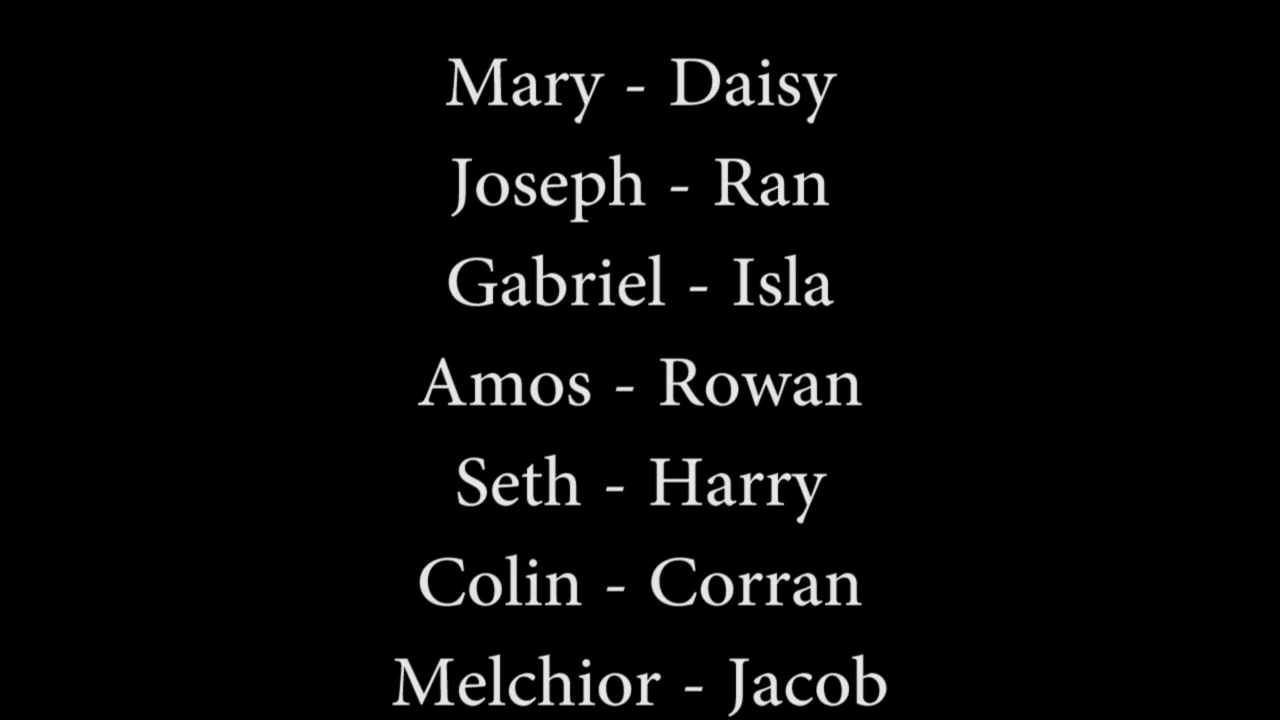 Mary - Daisy
Joseph - Ran
Gabriel - Isla
Amos - Rowan
Seth - Harry
Colin - Corran
Melchior - Jacob